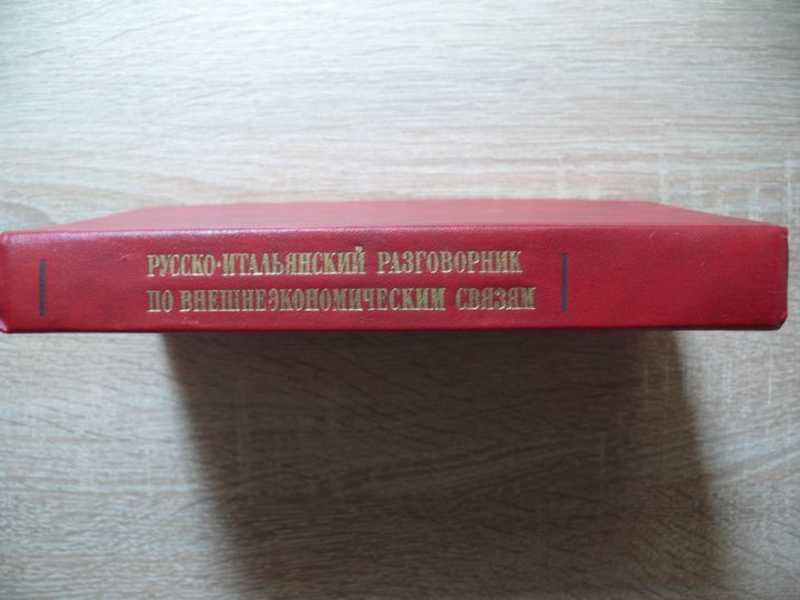 РУССКО-ИТАЛЬЯНСКИЙ РАЗГОВОРНИК
ПО ВНЕШНЕЭКОНОМИЧЕСКИМ СВЯЗЯМ